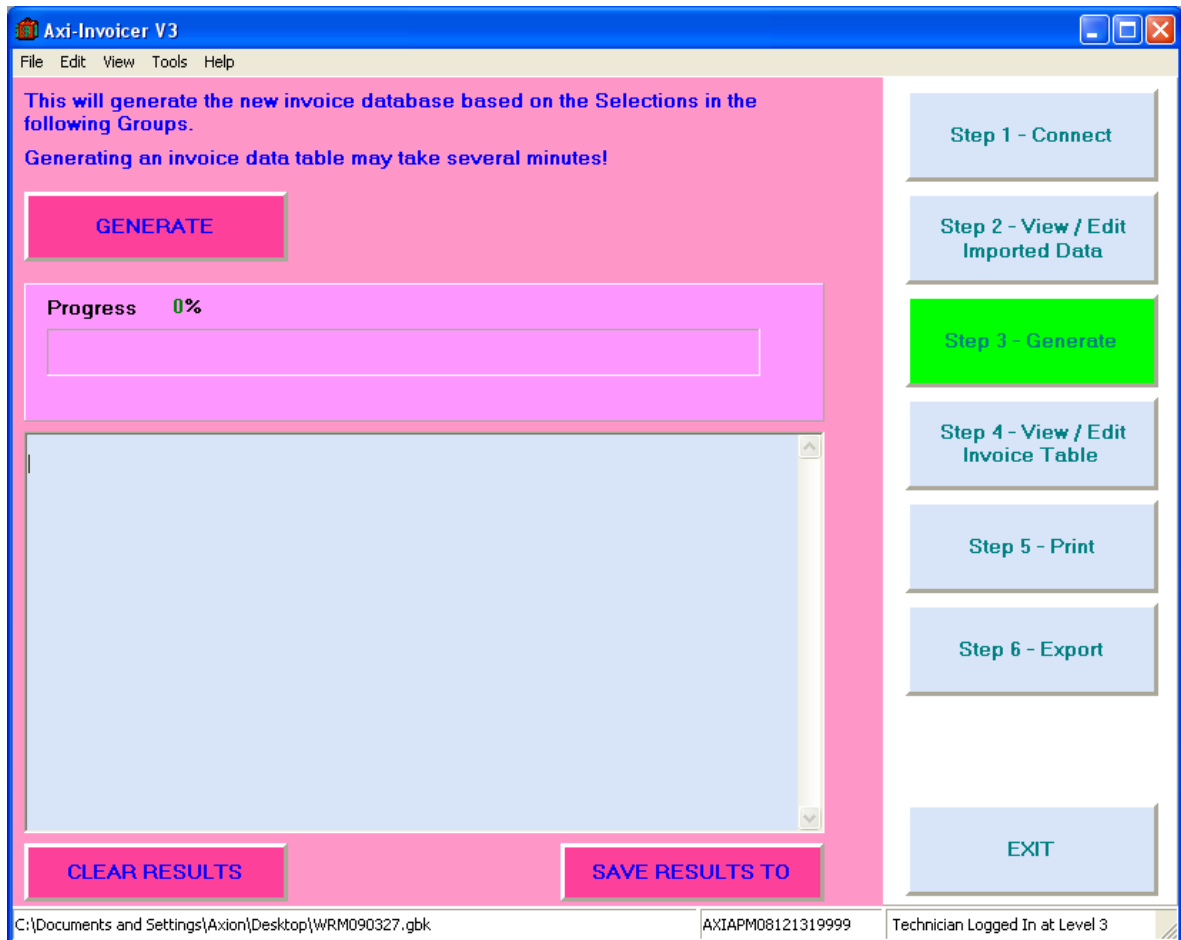 Axi-Invoicer V3
File Edit View Tools Help
This will generate the new invoice database based on the Selections in the
following Groups.
Generating an invoice data table may take several minutes!
GENERATE
Progress 0%
CLEAR RESULTS
SAVE RESULTS TO
Step 1 - Connect
Step 2 - View / Edit
Imported Data
Step 3 - Generate
Step 4 - View / Edit
Invoice Table
Step 5 - Print
Step 6 - Export
EXIT
C:\Documents and Settings\Axion\Desktop\WRM090327.gbk
AXIAPM08121319999
Technician Logged In at Level 3